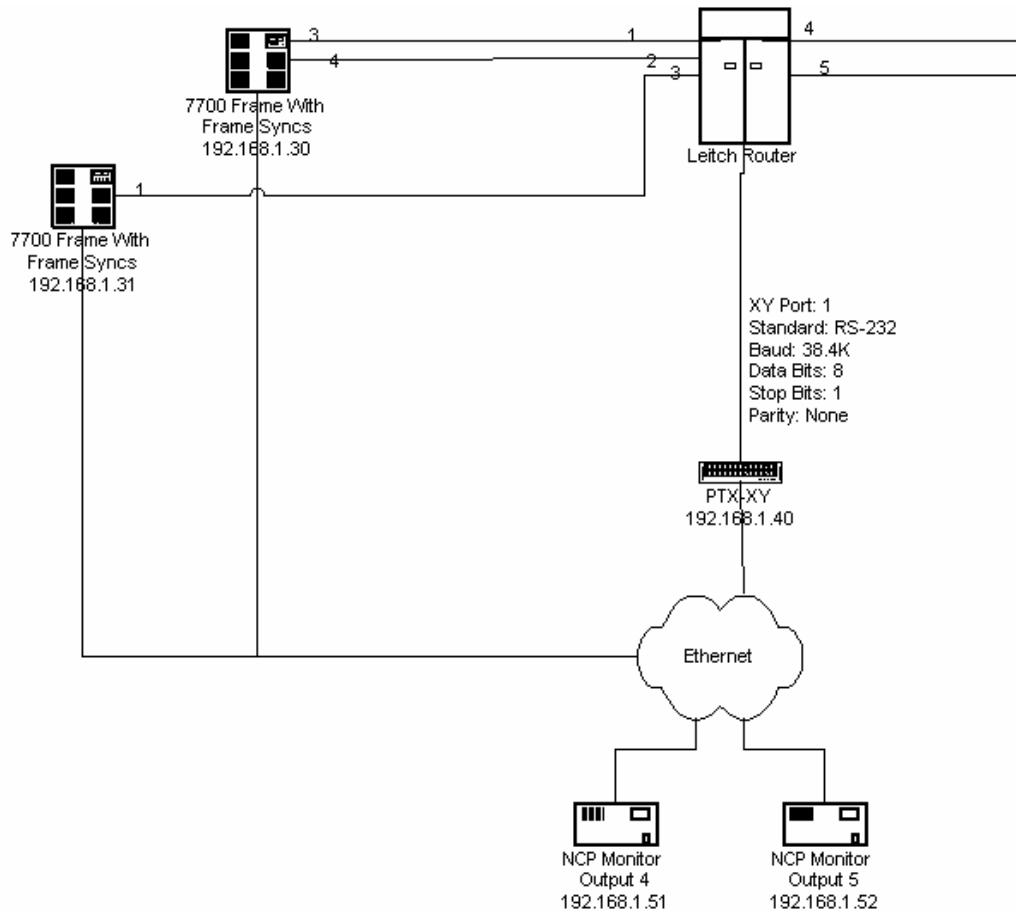 3
1
4
4
2
3
5
7700 Frame With
Frame Syncs
192.168.1.30
Leitch Router
1
7700 Frame With
Frame Syncs
192.168.1.31
XY Port: 1
Standard: RS-232
Baud: 38.4K
Data Bits: 8
Stop Bits: 1
Parity: None
PTX-XY
192.168.1.40
Ethernet
NCP Monitor
Output 4
192.168.1.51
NCP Monitor
Output 5
192.168.1.52